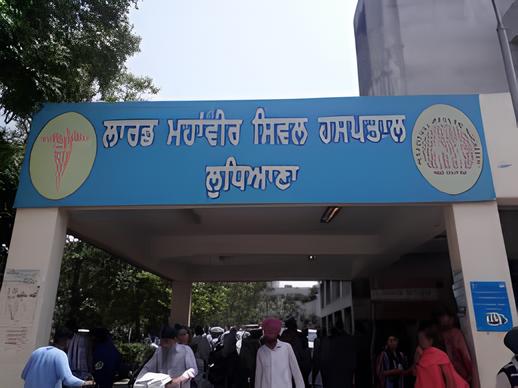 ਲਾਰਡ ਮਹਾਂਵੀਰ ਸਿਵਲ ਹਸਪਤਾਲ
ਲੁਧਿਆਣਾ